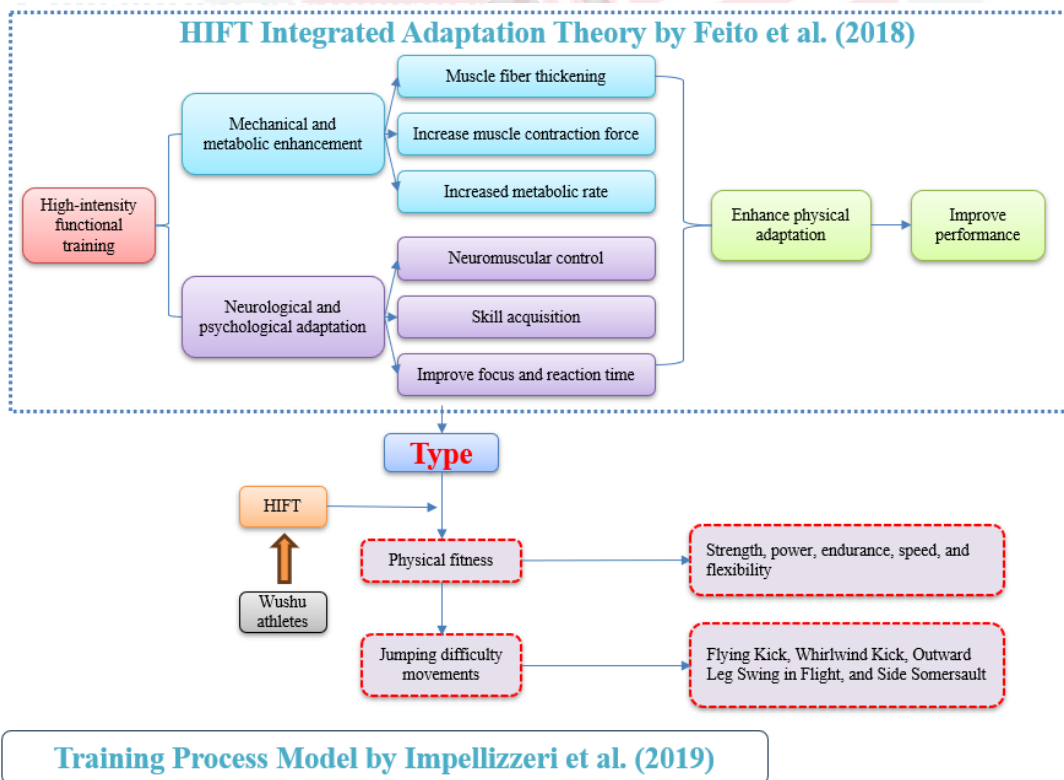 HIFT Integrated Adaptation Theory by Feito et al. (2018)
Muscle fiber thickening
Mechanical and
metabolic enhancement
Increase muscle contraction force
Increased metabolic rate
High-intensity
functional
training
Enhance physical
adaptation
Improve
performance
Neuromuscular control
Neurological and
psychological adaptation
Skill acquisition
Improve focus and reaction time
Type
HIFT
Physical fitness
Strength, power, endurance, speed, and
flexibility
Wushu
athletes
Jumping difficulty
movements
Flying Kick, Whirlwind Kick, Outward
Leg Swing in Flight, and Side Somersault
Training Process Model by Impellizzeri et al. (2019)